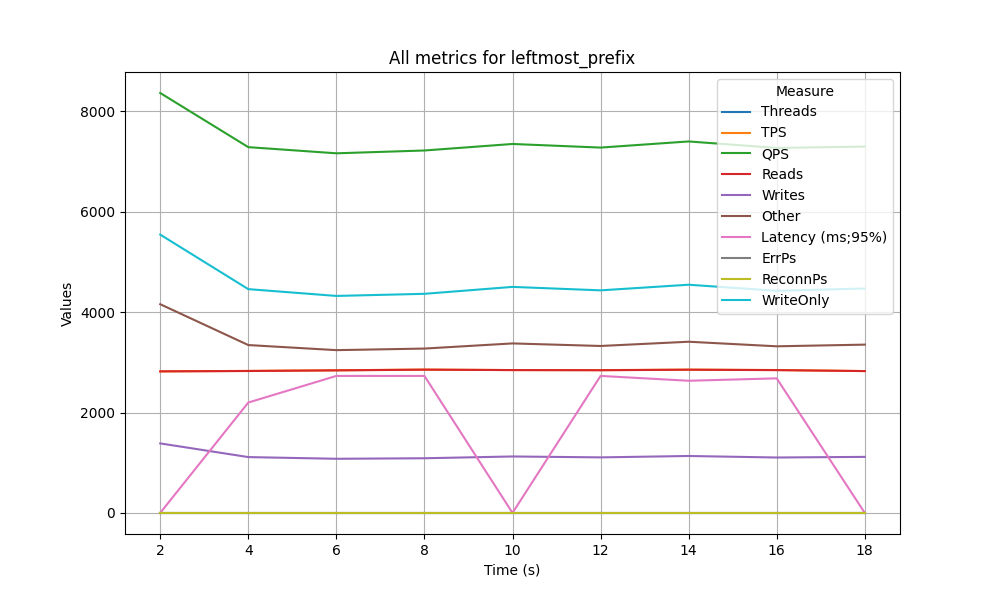 All metrics for leftmost_prefix
Measure
Threads
TPS
QPS
Reads
Writes
Other
Latency (ms;95%)
ErrPs
ReconnPs
WriteOnly
8000
6000
4000
2000
0
Values
2 4 6 8 10 12 14 16 18
Time (s)